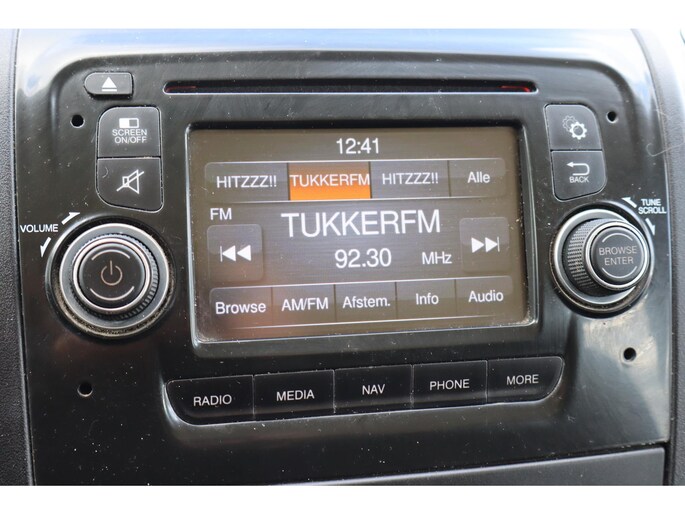 SCREEN
ON/OFF
VOLUME
12:41
HITZZZ!! TUKKERFM HITZZZ!! Alle
FM
TUKKERFM
92.30 MHz
Browse AM/FM Afstem. Info Audio
BACK
TUNE
SCROLL
BROWSE
ENTER
RADIO MEDIA NAV PHONE MORE